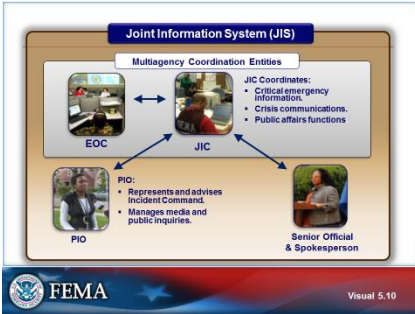 Joint Information System (JIS)
Multiagency Coordination Entities
JIC Coordinates:
▪ Critical emergency
information.
▪ Crisis communications.
▪ Public affairs functions
EOC
JIC
PIO:
▪ Represents and advises
Incident Command.
▪ Manages media and
public inquiries.
PIO
Senior Official
& Spokesperson
FEMA
Visual 5.10